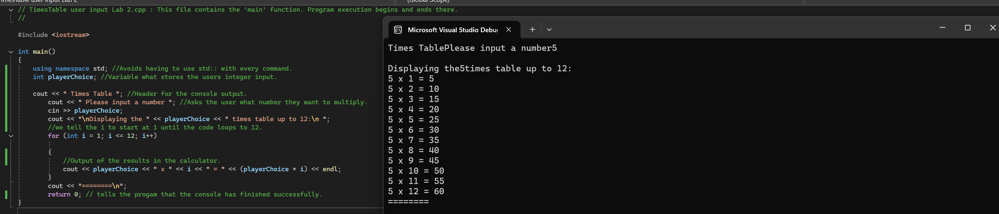 TimesTable user input Lab 2
(Global Scope)
// TimesTable user input Lab 2.cpp : This file contains the 'main' function. Program execution begins and ends there.
//
#include <iostream>
int main()
{
using namespace std; //Avoids having to use std:: with every command.
int playerChoice; //Variable what stores the users integer input.
cout << " Times Table "; //Header for the console output.
cout << " Please input a number "; //Asks the user what number they want to multiply.
cin >> playerChoice;
cout << "\nDisplaying the " << playerChoice << " times table up to 12:\n ";
//we tell the i to start at 1 until the code loops to 12.
for (int i = 1; i <= 12; i++)
{
//Output of the results in the calculator.
cout << playerChoice << " x " << i << " = " << (playerChoice * i) << endl;
}
cout << "========\n";
return 0; // tells the progam that the console has finished successfully.
}
Microsoft Visual Studio Debu
Times TablePlease input a number5
Displaying the5times table up to 12:
5 x 1 = 5
5 x 2 = 10
5 x 3 = 15
5 x 4 = 20
5 x 5 = 25
5 x 6 = 30
5 x 7 = 35
5 x 8 = 40
5 x 9 = 45
5 x 10 = 50
5 x 11 = 55
5 x 12 = 60
========